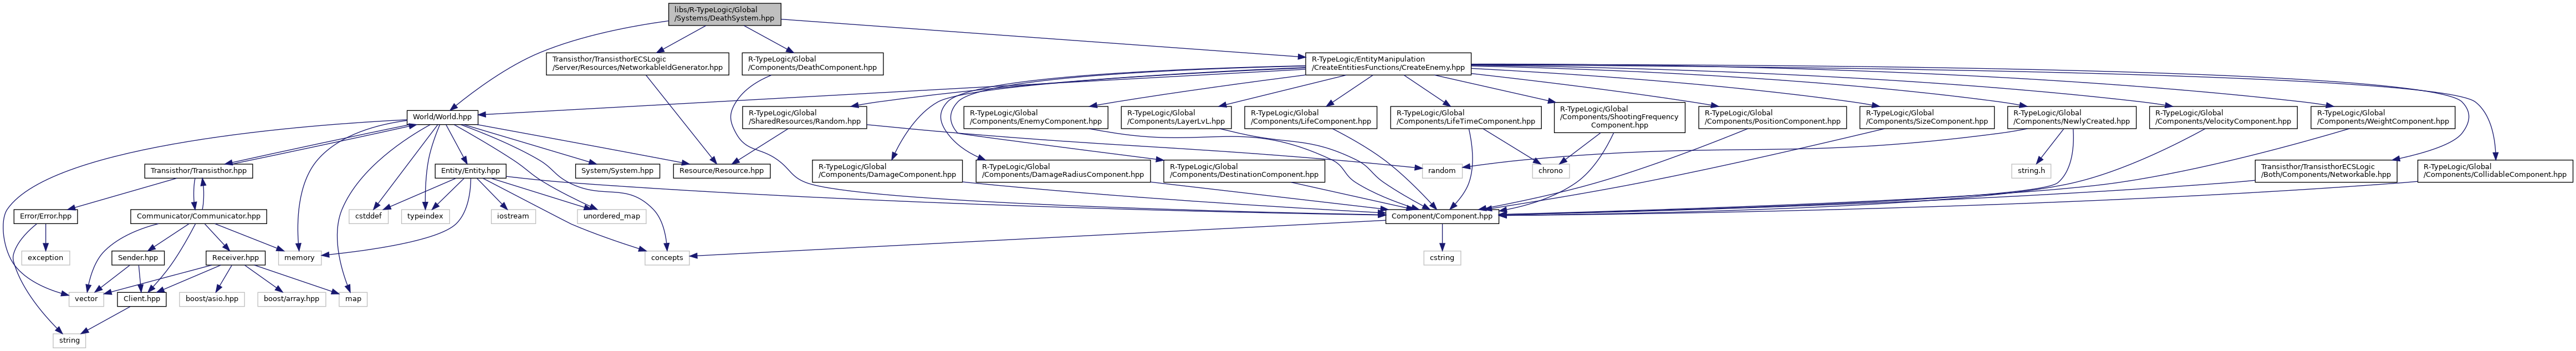 libs/R-TypeLogic/Global
/Systems/DeathSystem.hpp
Transisthor/TransisthorECSLogic
/Server/Resources/NetworkableIdGenerator.hpp
R-TypeLogic/Global
/Components/DeathComponent.hpp
R-TypeLogic/EntityManipulation
/CreateEntitiesFunctions/CreateEnemy.hpp
World/World.hpp
R-TypeLogic/Global
/SharedResources/Random.hpp
R-TypeLogic/Global
/Components/EnemyComponent.hpp
R-TypeLogic/Global
/Components/LayerLvL.hpp
R-TypeLogic/Global
/Components/LifeComponent.hpp
R-TypeLogic/Global
/Components/LifeTimeComponent.hpp
R-TypeLogic/Global
/Components/ShootingFrequency
Component.hpp
R-TypeLogic/Global
/Components/PositionComponent.hpp
R-TypeLogic/Global
/Components/SizeComponent.hpp
R-TypeLogic/Global
/Components/NewlyCreated.hpp
R-TypeLogic/Global
/Components/VelocityComponent.hpp
R-TypeLogic/Global
/Components/WeightComponent.hpp
Transisthor/Transisthor.hpp
Entity/Entity.hpp
System/System.hpp
Resource/Resource.hpp
R-TypeLogic/Global
/Components/DamageComponent.hpp
R-TypeLogic/Global
/Components/DamageRadiusComponent.hpp
R-TypeLogic/Global
/Components/DestinationComponent.hpp
random
chrono
string.h
Transisthor/TransisthorECSLogic
/Both/Components/Networkable.hpp
R-TypeLogic/Global
/Components/CollidableComponent.hpp
Error/Error.hpp
Communicator/Communicator.hpp
cstddef
typeindex
iostream
unordered_map
Component/Component.hpp
exception
Sender.hpp
Receiver.hpp
memory
concepts
cstring
vector
Client.hpp
boost/asio.hpp
boost/array.hpp
map
string